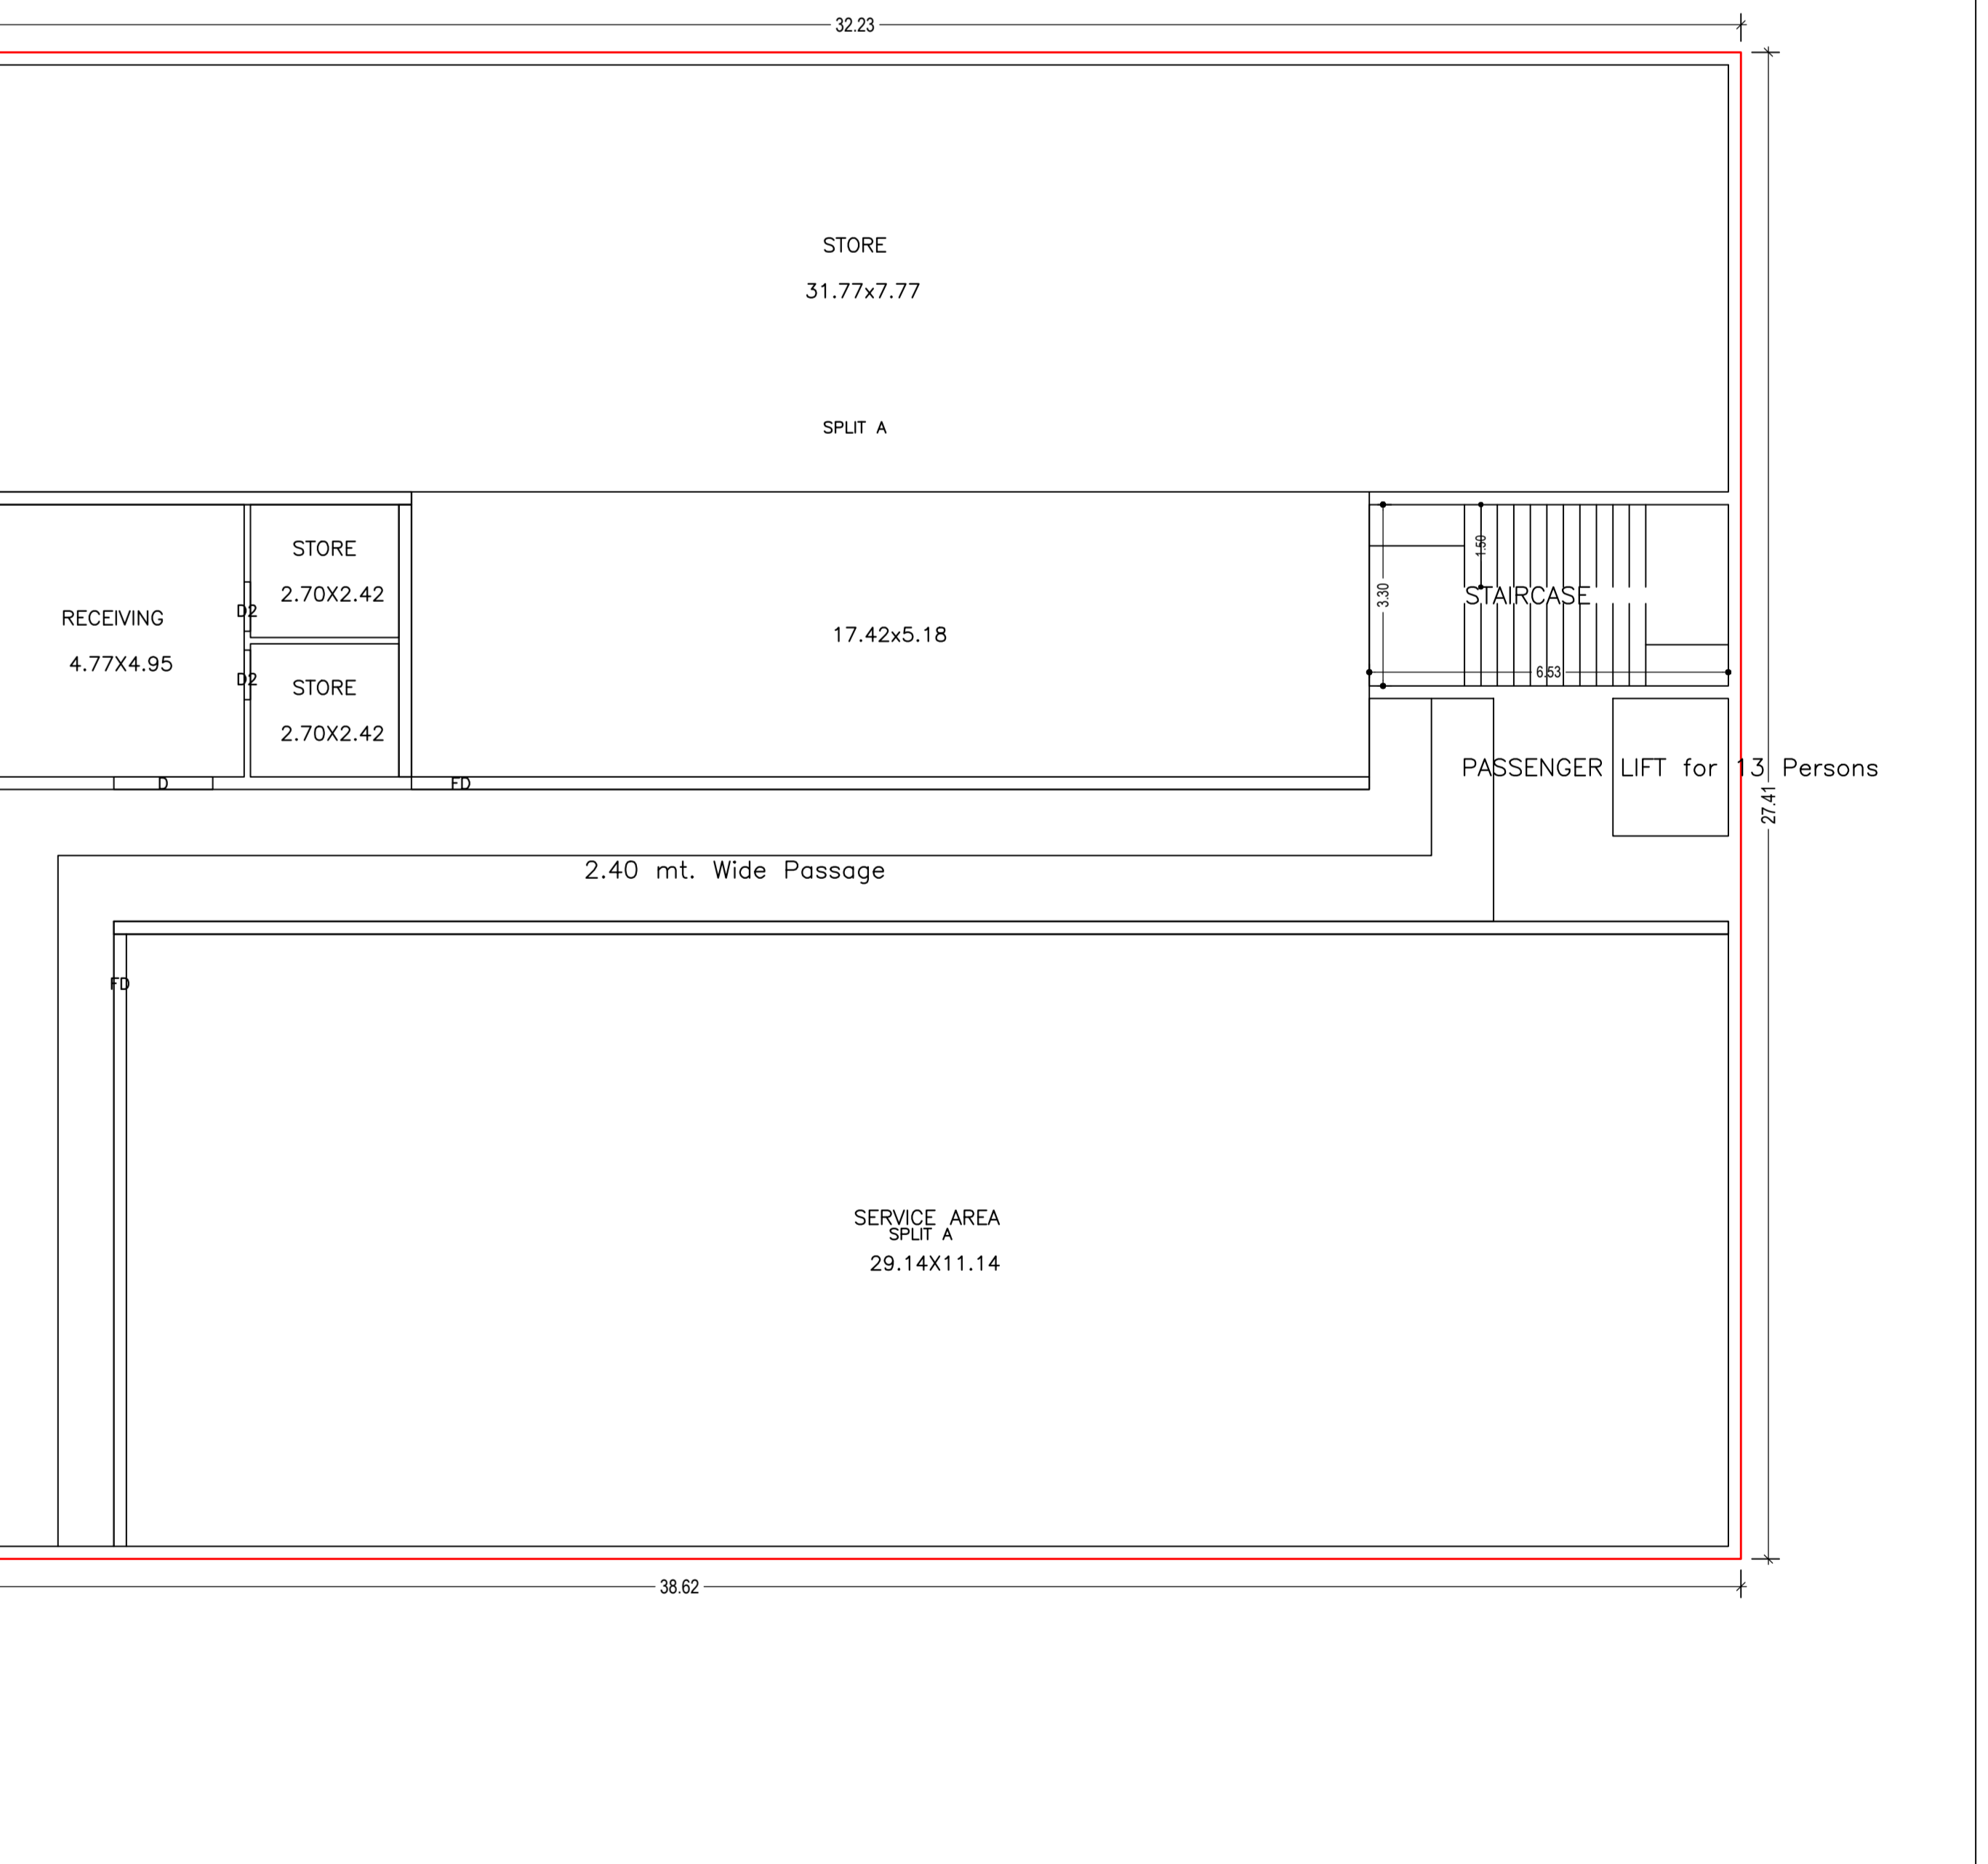 32.23
STORE
31.77x7.77
SPLIT A
STORE
2.70X2.42
D2
RECEIVING
4.77X4.95
D2
STORE
2.70X2.42
17.42x5.18
1.50
3.30
STAIRCASE
6.53
PASSENGER LIFT for 13 Persons
D
FD
27.41
2.40 mt. Wide Passage
FD
SERVICE AREA
SPLIT A
29.14X11.14
38.62